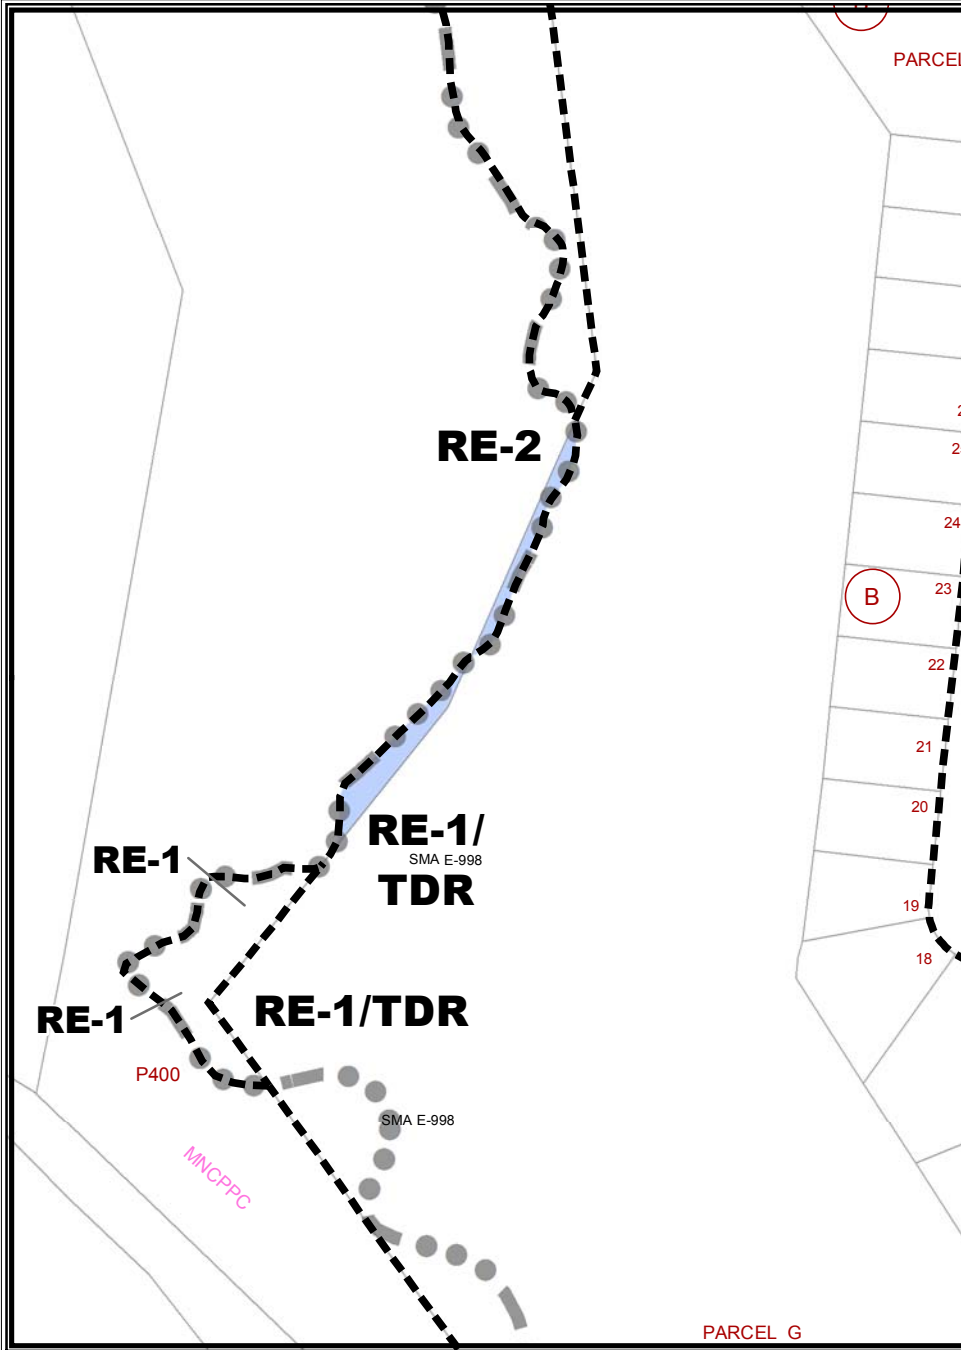 PARCEL
RE-2
24
B
23
22
21
20
RE-1/
SMA E-998
TDR
RE-1
19
18
RE-1/TDR
RE-1
P400
SMA E-998
MNCPPC
PARCEL G